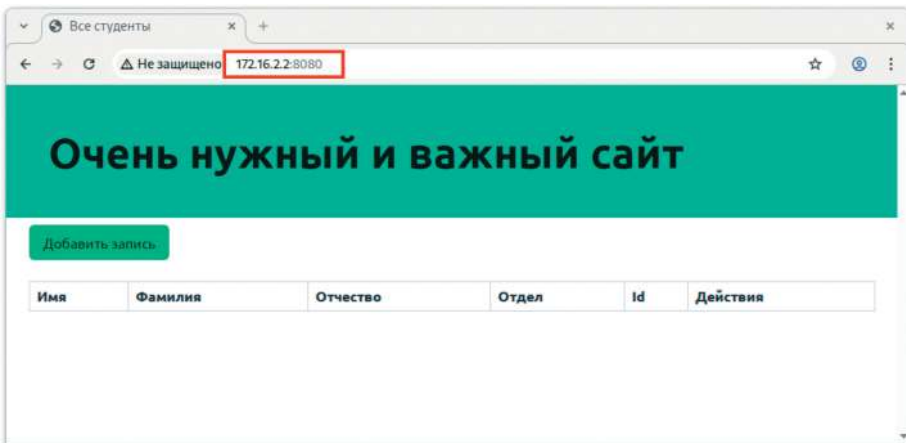 Все студенты
Не защищено 172.16.2.2:8080
Очень нужный и важный сайт
Добавить запись
Имя Фамилия Отчество Отдел Id Действия